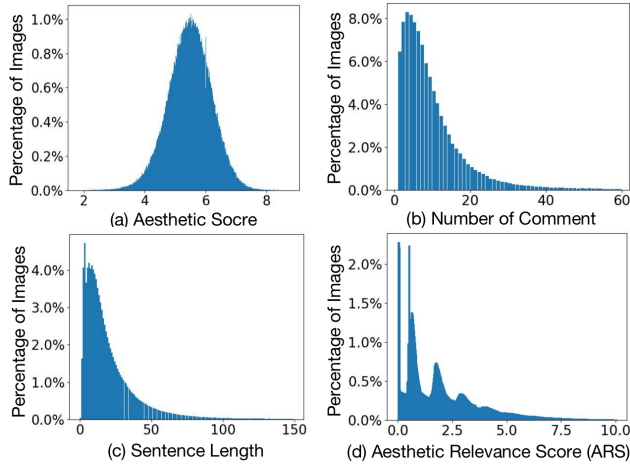 Percentage of Images
1.0%
0.8%
0.6%
0.4%
0.2%
0.0%
2 4 6 8
(a) Aesthetic Socre
Percentage of Images
8.0%
6.0%
4.0%
2.0%
0.0%
0 20 40 60
(b) Number of Comment
Percentage of Images
4.0%
3.0%
2.0%
1.0%
0.0%
0 50 100 150
(c) Sentence Length
Percentage of Images
2.0%
1.5%
1.0%
0.5%
0.0%
0.0 2.5 5.0 7.5 10.0
(d) Aesthetic Relevance Score (ARS)